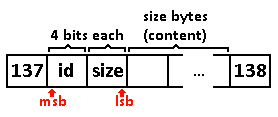 4 bits each
size bytes
(content)
137 id size ... 138
msb lsb